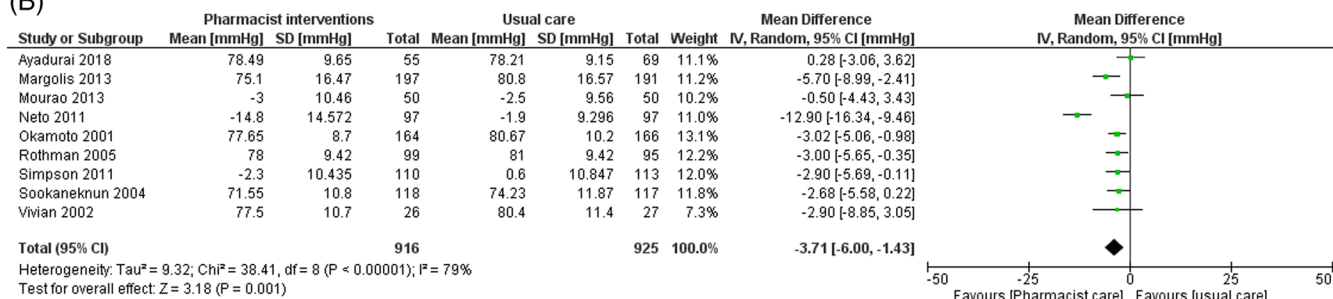 (B)
Pharmacist interventions Usual care Mean Difference Mean Difference
Study or Subgroup Mean [mmHg] SD [mmHg] Total Mean [mmHg] SD [mmHg] Total Weight IV, Random, 95% CI [mmHg] IV, Random, 95% CI [mmHg]
Ayadurai 2018 78.49 9.65 55 78.21 9.15 69 11.1% 0.28 [-3.06, 3.62]
Margolis 2013 75.1 16.47 197 80.8 16.57 191 11.2% -5.70 [-8.99, -2.41]
Mourao 2013 -3 10.46 50 -2.5 9.56 50 10.2% -0.50 [-4.43, 3.43]
Neto 2011 -14.8 14.572 97 -1.9 9.296 97 11.0% -12.90 [-16.34, -9.46]
Okamoto 2001 77.65 8.7 164 80.67 10.2 166 13.1% -3.02 [-5.06, -0.98]
Rothman 2005 78 9.42 99 81 9.42 95 12.2% -3.00 [-5.65, -0.35]
Simpson 2011 -2.3 10.435 110 0.6 10.847 113 12.0% -2.90 [-5.69, -0.11]
Sookaneknun 2004 71.55 10.8 118 74.23 11.87 117 11.8% -2.68 [-5.58, 0.22]
Vivian 2002 77.5 10.7 26 80.4 11.4 27 7.3% -2.90 [-8.85, 3.05]
Total (95% CI) 916 925 100.0% -3.71 [-6.00, -1.43]
Heterogeneity: Tau² = 9.32; Chi² = 38.41, df = 8 (P < 0.00001); I² = 79%
Test for overall effect: Z = 3.18 (P = 0.001)
-50 -25 0 25 50
Favours [Pharmacist care] Favours [usual care]